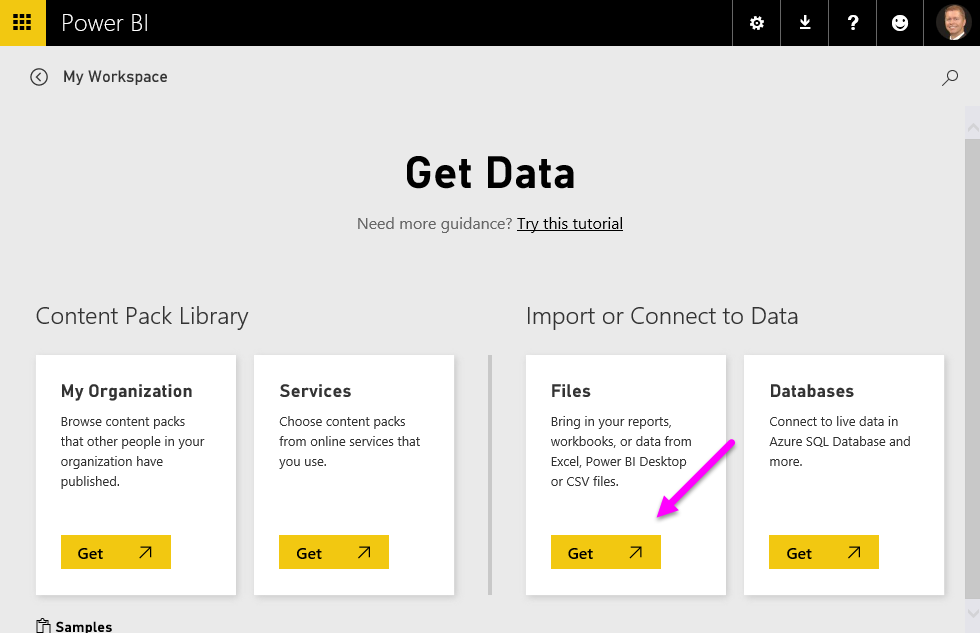 Power BI
?
My Workspace
Get Data
Need more guidance? Try this tutorial
Content Pack Library
My Organization
Browse content packs
that other people in your
organization have
published.
Get
Services
Choose content packs
from online services that
you use.
Get
Import or Connect to Data
Files
Bring in your reports,
workbooks, or data from
Excel, Power BI Desktop
or CSV files.
Get
Databases
Connect to live data in
Azure SQL Database and
more.
Get
Samples